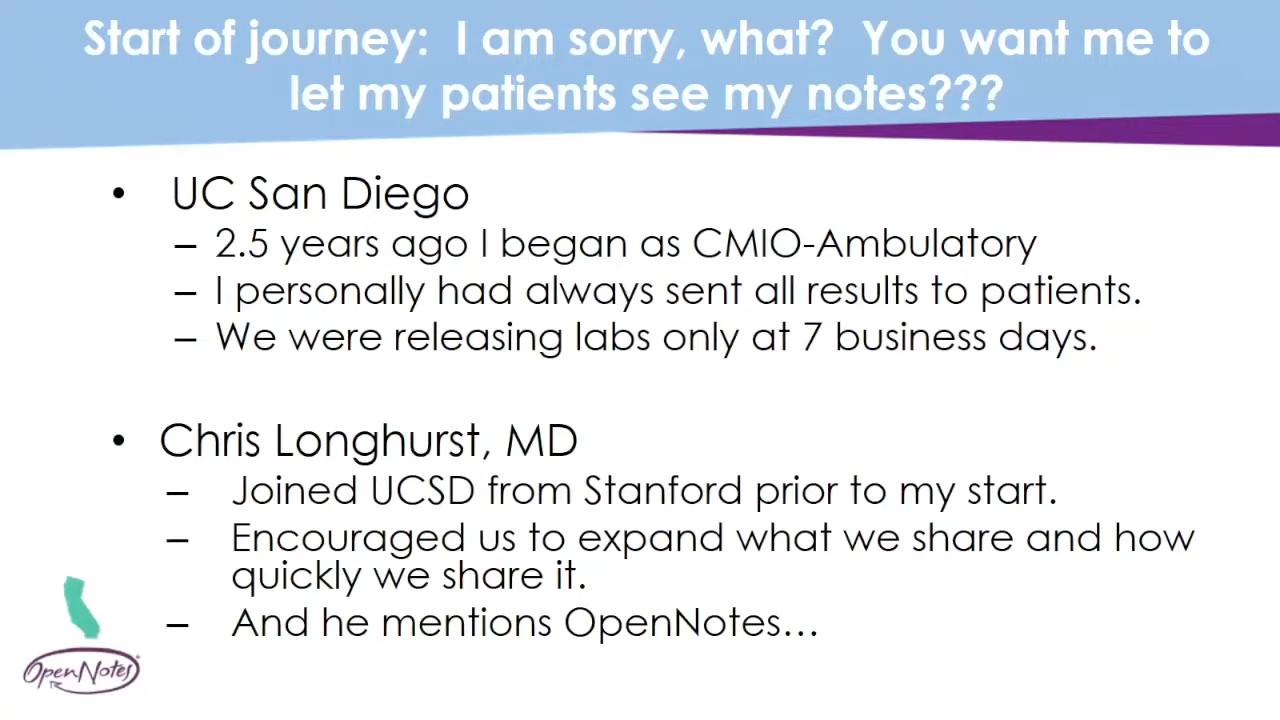 Start of journey:  I am sorry, what?  You want me to
let my patients see my notes???
• UC San Diego
– 2.5 years ago I began as CMIO-Ambulatory
– I personally had always sent all results to patients.
– We were releasing labs only at 7 business days.
• Chris Longhurst, MD
– Joined UCSD from Stanford prior to my start.
– Encouraged us to expand what we share and how
quickly we share it.
– And he mentions OpenNotes…
OpenNotes®